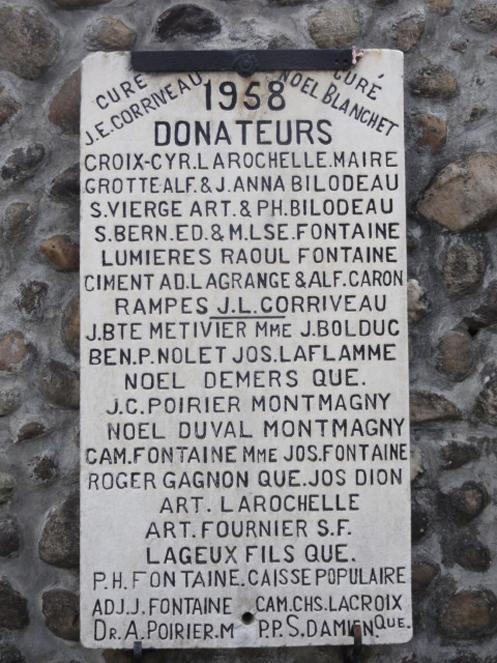 CURE
J.E.CORRIVEAU
CURÉ
NOEL BLANCHET
1958
DONATEURS
CROIX-CYR.LAROCHELLE.MAIRE
GROTTE ALF.& J.ANNA BILODEAU
S.VIERGE ART.& PH.BILODEAU
S.BERN.ED.& M.LSE.FONTAINE
LUMIERES RAOUL FONTAINE
CIMENT AD.LAGRANGE & ALF.CARON
RAMPES J.L.CORRIVEAU
J.BTE METIVIER MME J.BOLDUC
BEN.P.NOLET JOS.LAFLAMME
NOEL DEMERS QUE.
J.C.POIRIER MONTMAGNY
NOEL DUVAL MONTMAGNY
CAM.FONTAINE MME JOS.FONTAINE
ROGER GAGNON QUE.JOS DION
ART. LAROCHELLE
ART.FOURNIER S.F.
LAGEUX FILS QUE.
P.H.FONTAINE.CAISSE POPULAIRE
ADJ.J.FONTAINE CAM.CHS.LACROIX
DR.A.POIRIER.M P.P.S.DAMIEN.QUE.